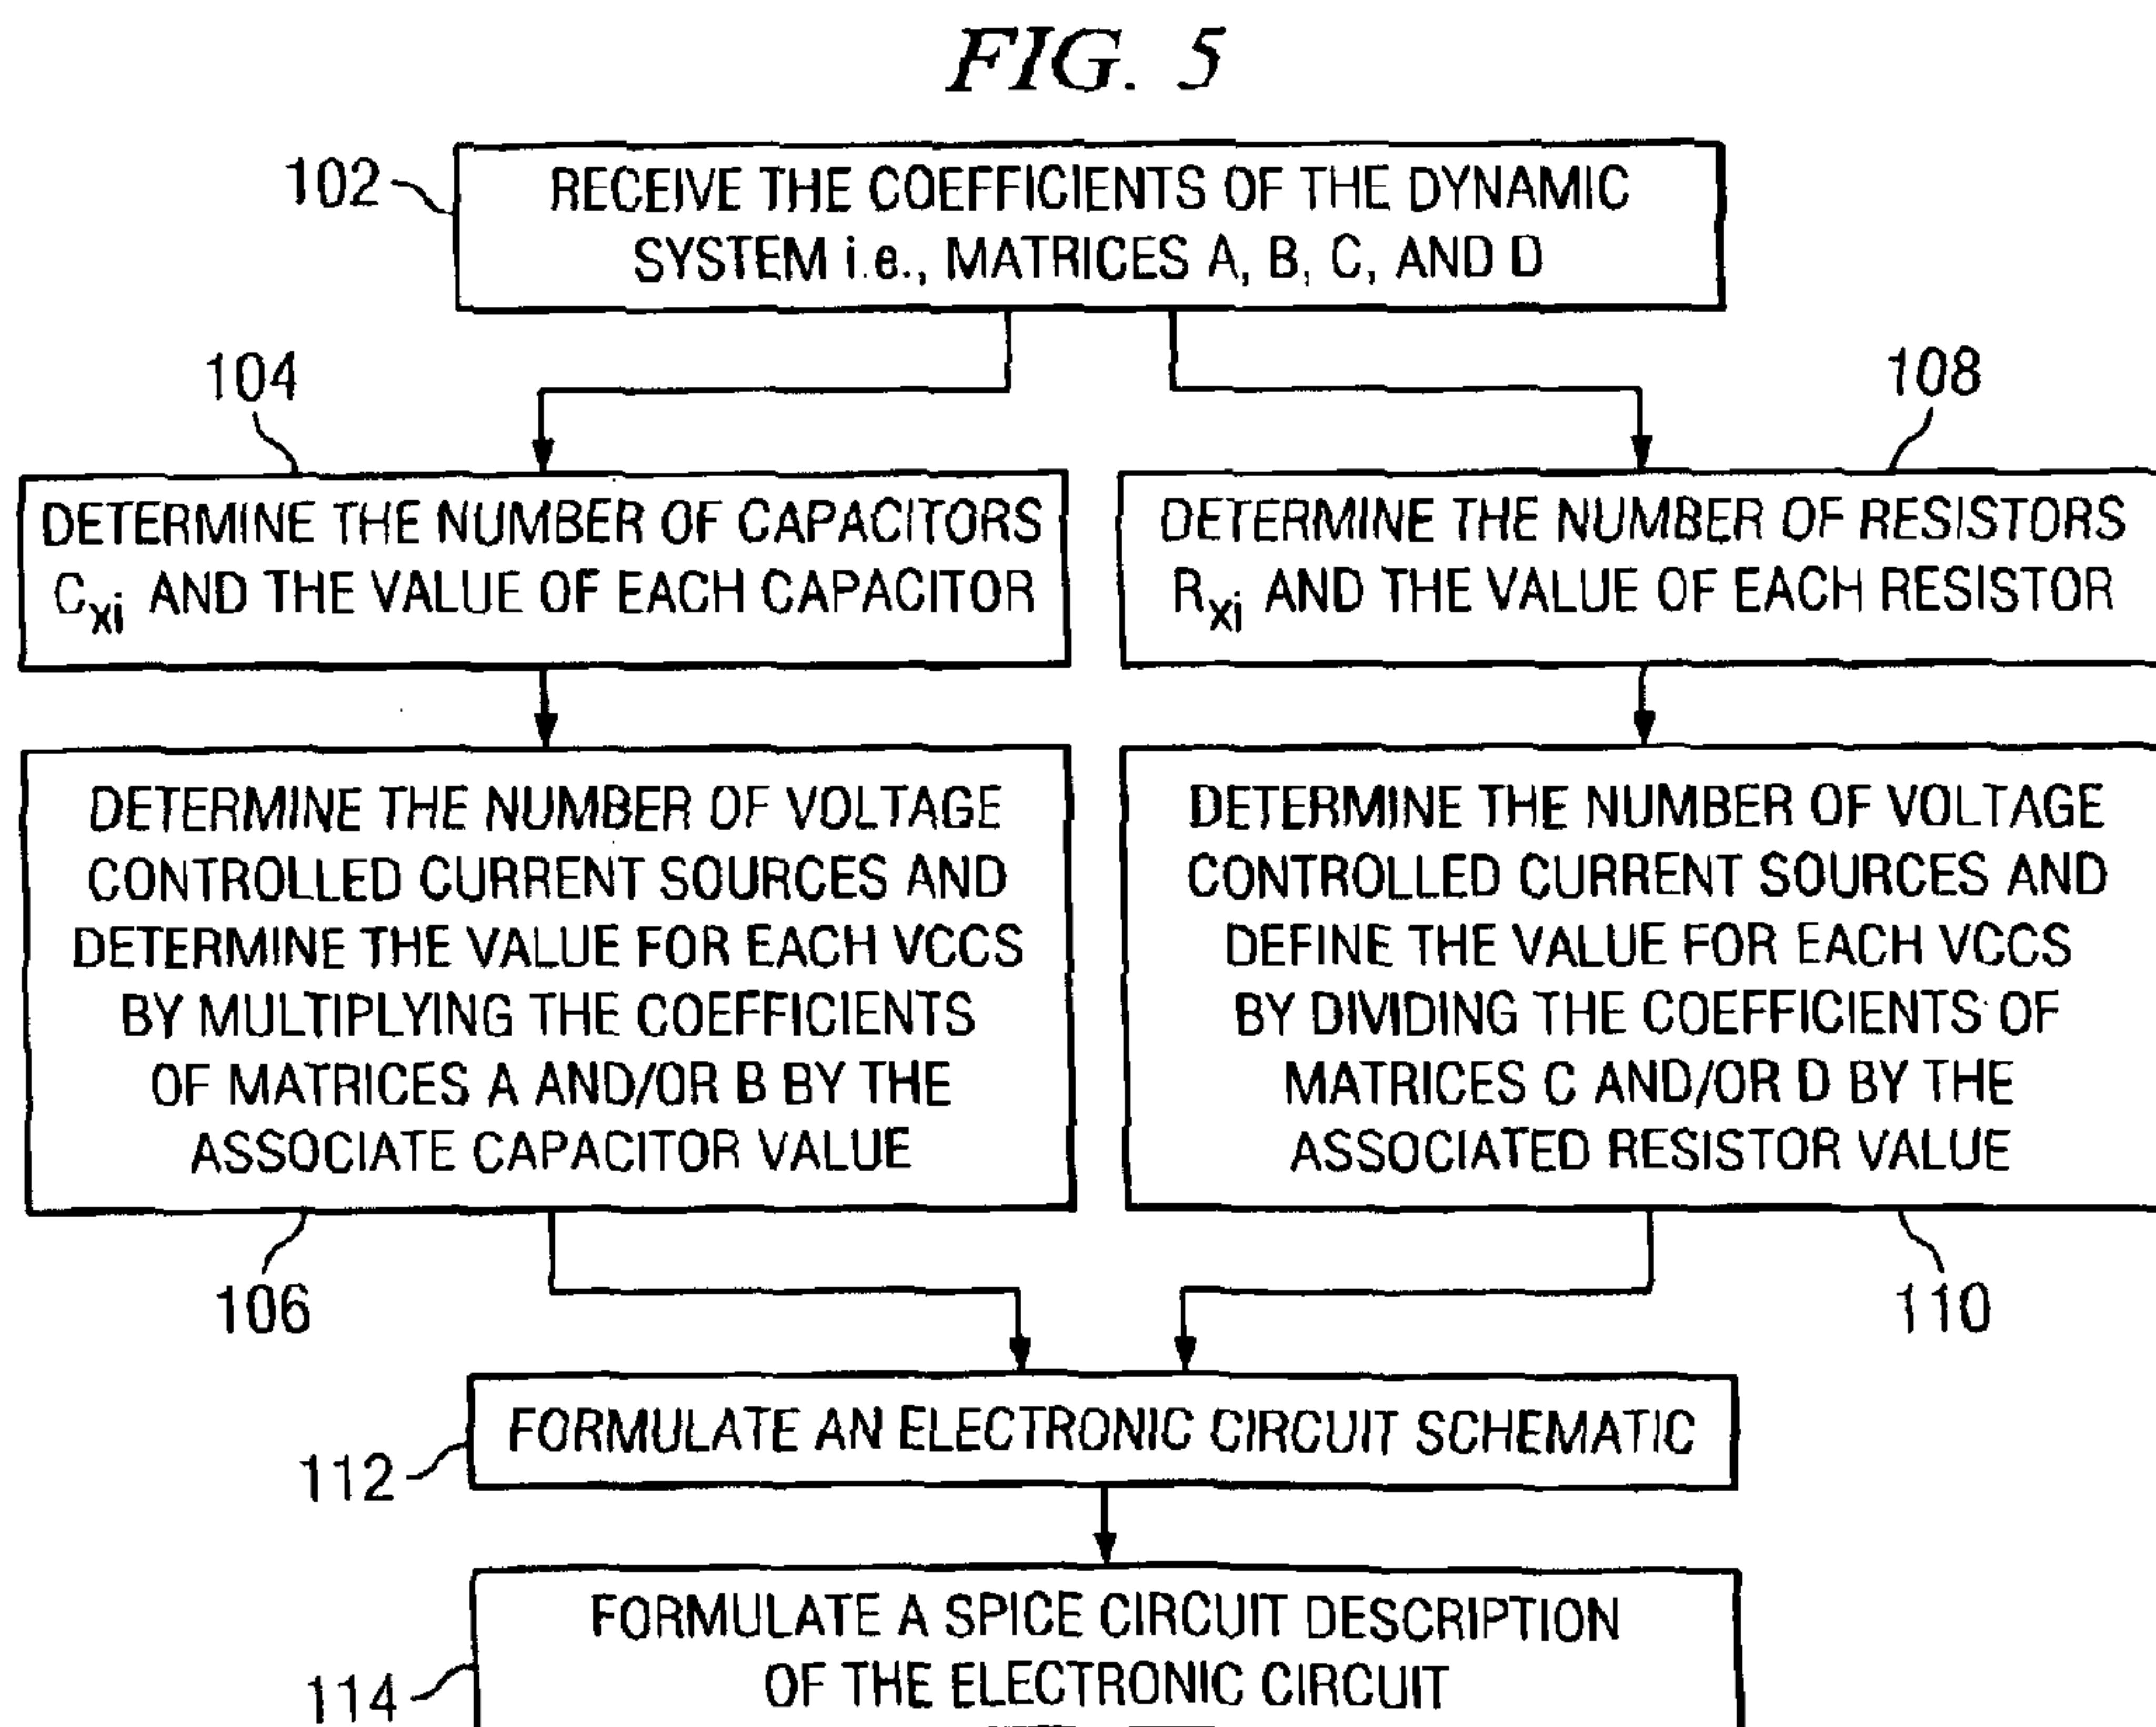 FIG. 5
102
RECEIVE THE COEFFICIENTS OF THE DYNAMIC
SYSTEM i.e., MATRICES A, B, C, AND D
104
DETERMINE THE NUMBER OF CAPACITORS
Cxi AND THE VALUE OF EACH CAPACITOR
108
DETERMINE THE NUMBER OF RESISTORS
Rxi AND THE VALUE OF EACH RESISTOR
DETERMINE THE NUMBER OF VOLTAGE
CONTROLLED CURRENT SOURCES AND
DETERMINE THE VALUE FOR EACH VCCS
BY MULTIPLYING THE COEFFICIENTS
OF MATRICES A AND/OR B BY THE
ASSOCIATE CAPACITOR VALUE
106
DETERMINE THE NUMBER OF VOLTAGE
CONTROLLED CURRENT SOURCES AND
DEFINE THE VALUE FOR EACH VCCS
BY DIVIDING THE COEFFICIENTS OF
MATRICES C AND/OR D BY THE
ASSOCIATED RESISTOR VALUE
110
FORMULATE AN ELECTRONIC CIRCUIT SCHEMATIC
112
FORMULATE A SPICE CIRCUIT DESCRIPTION
OF THE ELECTRONIC CIRCUIT
114